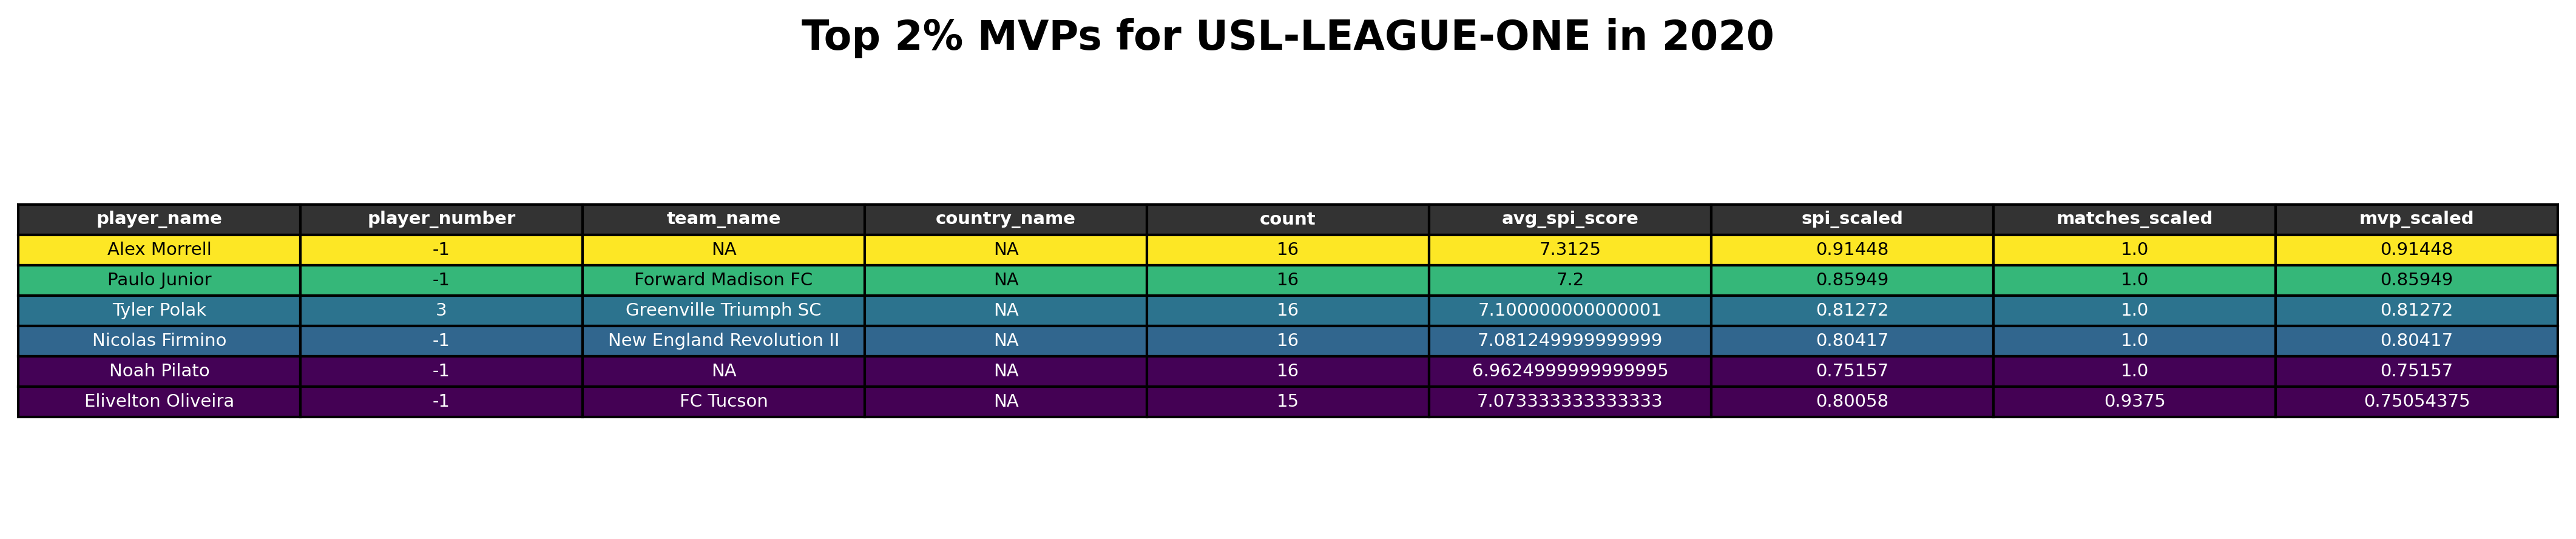 Top 2% MVPs for USL-LEAGUE-ONE in 2020
player_name player_number team_name country_name count avg_spi_score spi_scaled matches_scaled mvp_scaled
Alex Morrell -1 NA NA 16 7.3125 0.91448 1.0 0.91448
Paulo Junior -1 Forward Madison FC NA 16 7.2 0.85949 1.0 0.85949
Tyler Polak 3 Greenville Triumph SC NA 16 7.100000000000001 0.81272 1.0 0.81272
Nicolas Firmino -1 New England Revolution II NA 16 7.081249999999999 0.80417 1.0 0.80417
Noah Pilato -1 NA NA 16 6.9624999999999995 0.75157 1.0 0.75157
Elivelton Oliveira -1 FC Tucson NA 15 7.073333333333333 0.80058 0.9375 0.75054375